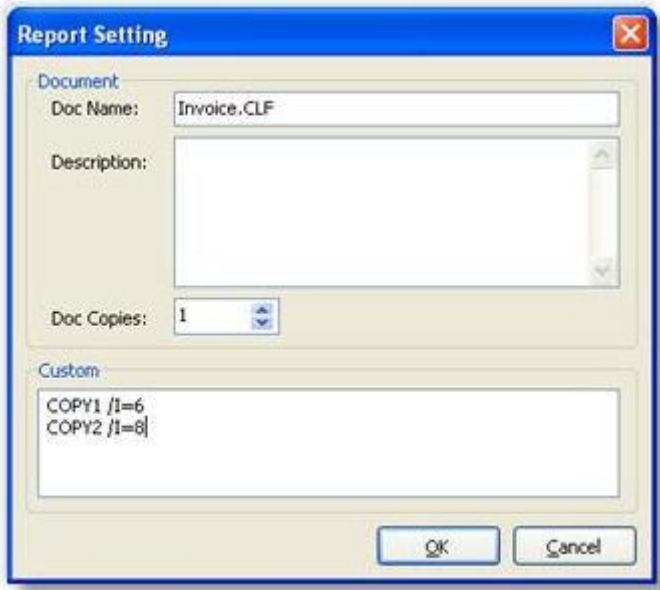 Report Setting
Document
Doc Name: Invoice.CLF
Description:
Doc Copies: 1
Custom
COPY1 /I=6
COPY2 /I=8
OK Cancel